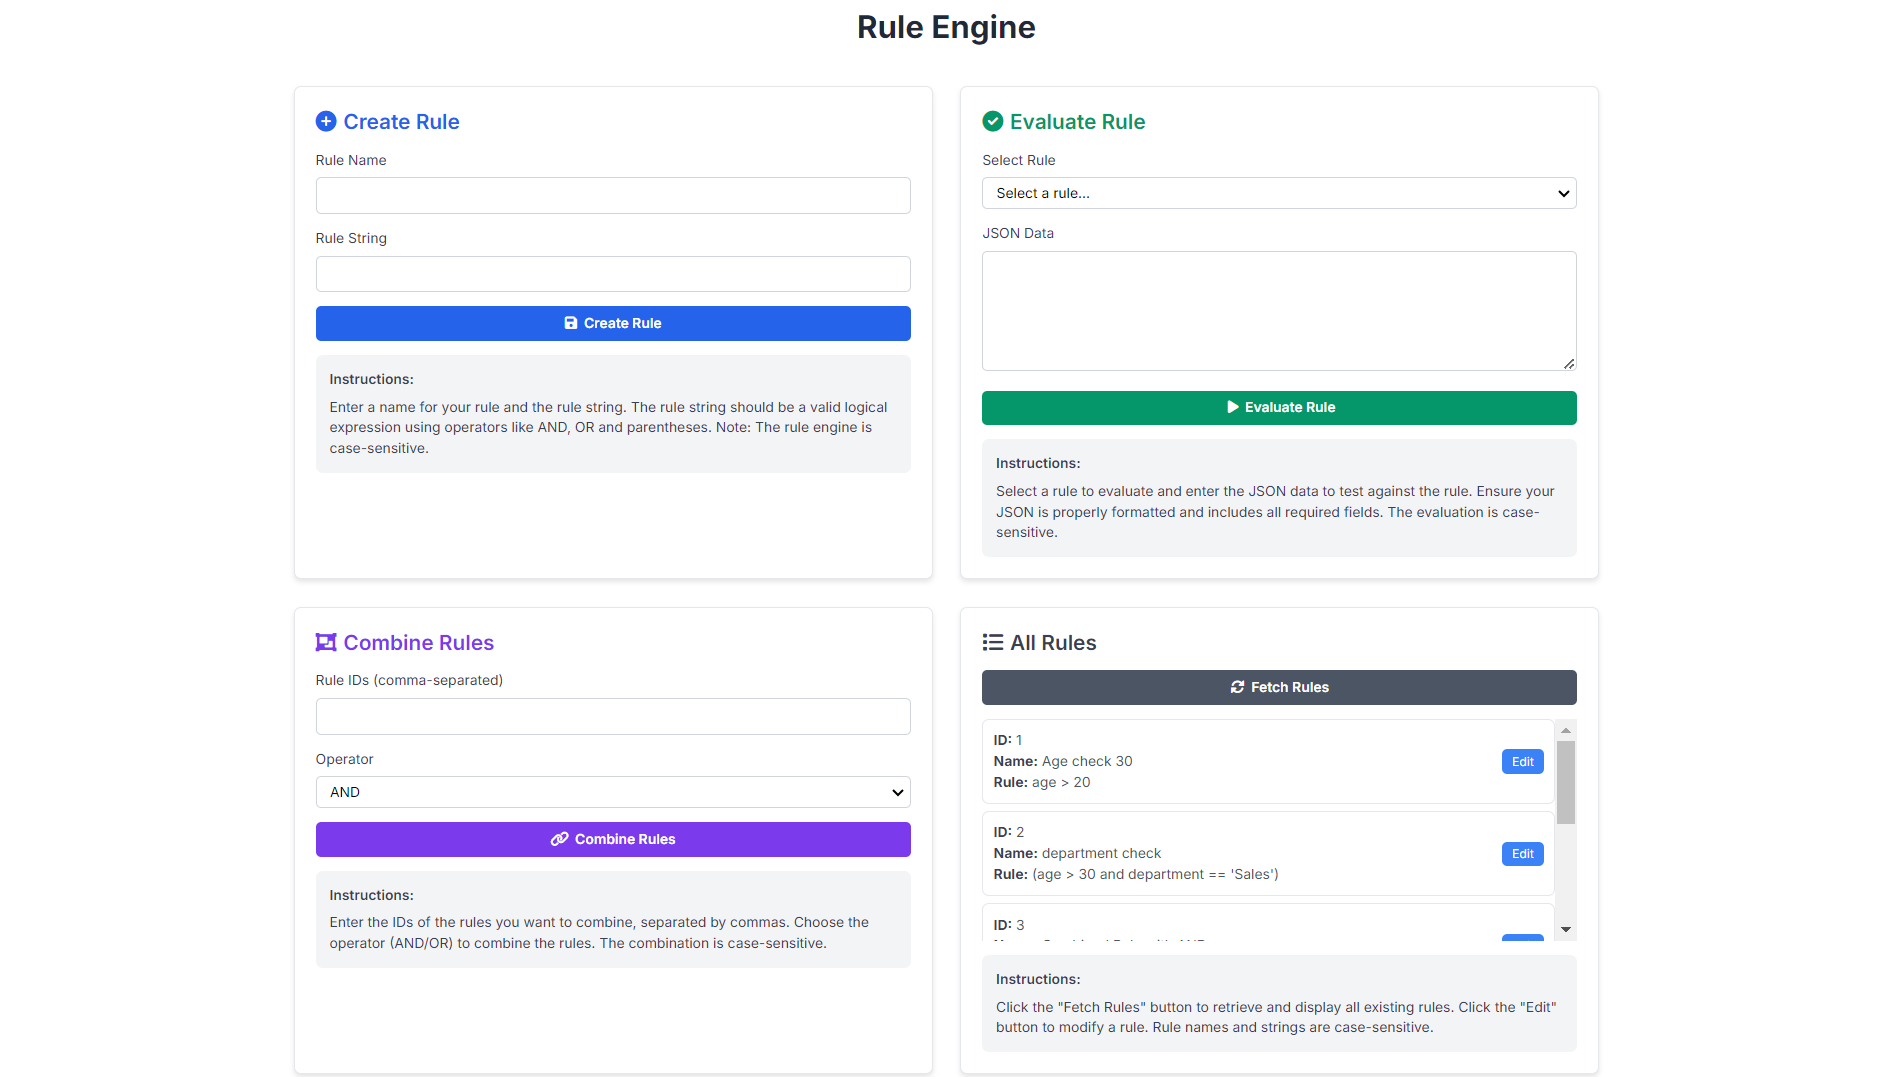 Rule Engine
Create Rule
Rule Name
Rule String
Create Rule
Instructions:
Enter a name for your rule and the rule string. The rule string should be a valid logical
expression using operators like AND, OR and parentheses. Note: The rule engine is
case-sensitive.
Evaluate Rule
Select Rule
Select a rule...
JSON Data
Evaluate Rule
Instructions:
Select a rule to evaluate and enter the JSON data to test against the rule. Ensure your
JSON is properly formatted and includes all required fields. The evaluation is case-
sensitive.
Combine Rules
Rule IDs (comma-separated)
Operator
AND
Combine Rules
Instructions:
Enter the IDs of the rules you want to combine, separated by commas. Choose the
operator (AND/OR) to combine the rules. The combination is case-sensitive.
All Rules
Fetch Rules
ID: 1
Name: Age check 30
Rule: age > 20
Edit
ID: 2
Name: department check
Rule: (age > 30 and department == 'Sales')
Edit
ID: 3
Instructions:
Click the "Fetch Rules" button to retrieve and display all existing rules. Click the "Edit"
button to modify a rule. Rule names and strings are case-sensitive.